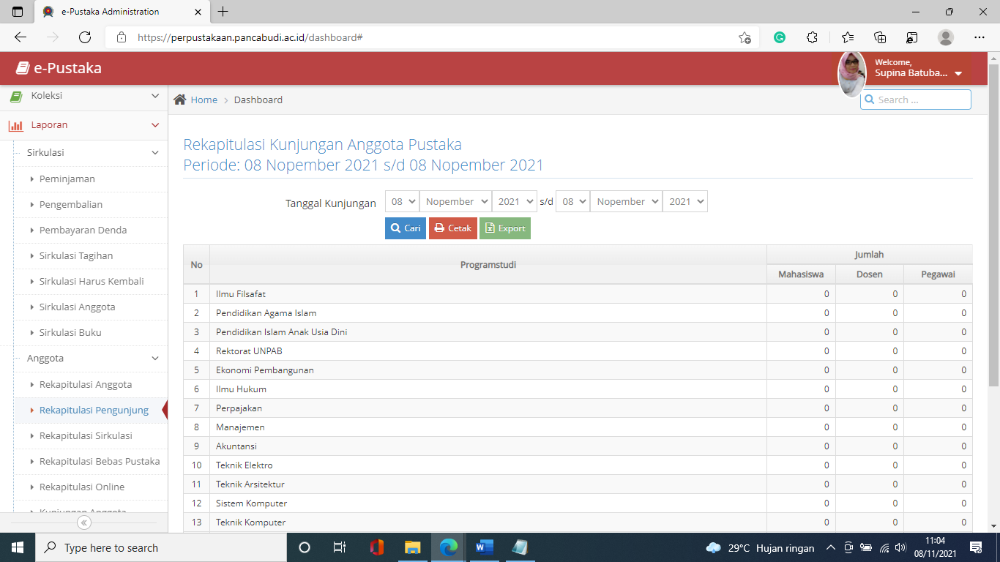 e-Pustaka Administration
https://perpustakaan.pancabudi.ac.id/dashboard#
e-Pustaka
Welcome,
Supina Batuba...
Koleksi
Laporan
Sirkulasi
Peminjaman
Pengembalian
Pembayaran Denda
Sirkulasi Tagihan
Sirkulasi Harus Kembali
Sirkulasi Anggota
Sirkulasi Buku
Anggota
Rekapitulasi Anggota
Rekapitulasi Pengunjung
Rekapitulasi Sirkulasi
Rekapitulasi Bebas Pustaka
Rekapitulasi Online
Kunjungan Anggota
Home > Dashboard
Search ...
Rekapitulasi Kunjungan Anggota Pustaka
Periode: 08 Nopember 2021 s/d 08 Nopember 2021
Tanggal Kunjungan 08 Nopember 2021 s/d 08 Nopember 2021
Cari Cetak Export
No Programstudi Jumlah
Mahasiswa Dosen Pegawai
1 Ilmu Filsafat 0 0 0
2 Pendidikan Agama Islam 0 0 0
3 Pendidikan Islam Anak Usia Dini 0 0 0
4 Rektorat UNPAB 0 0 0
5 Ekonomi Pembangunan 0 0 0
6 Ilmu Hukum 0 0 0
7 Perpajakan 0 0 0
8 Manajemen 0 0 0
9 Akuntansi 0 0 0
10 Teknik Elektro 0 0 0
11 Teknik Arsitektur 0 0 0
12 Sistem Komputer 0 0 0
13 Teknik Komputer 0 0 0
Type here to search
29°C Hujan ringan
11:04
08/11/2021